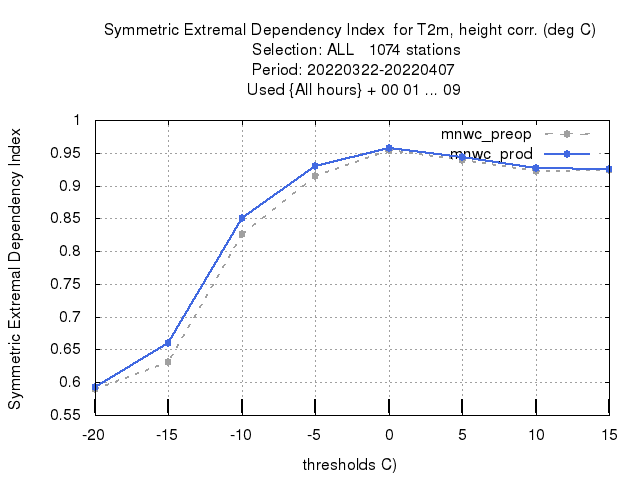 Symmetric Extremal Dependency Index  for T2m, height corr. (deg C)
Selection: ALL   1074 stations
Period: 20220322-20220407
Used {All hours} + 00 01 ... 09
Symmetric Extremal Dependency Index
1
0.95
0.9
0.85
0.8
0.75
0.7
0.65
0.6
0.55
mnwc_preop
mnwc_prod
-20 -15 -10 -5 0 5 10 15
thresholds C)